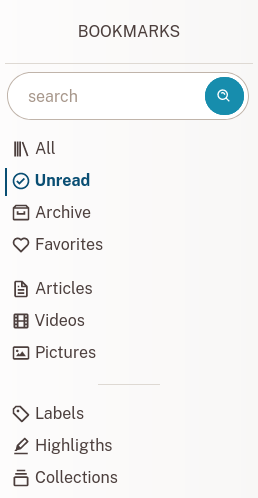 BOOKMARKS
search
All
Unread
Archive
Favorites
Articles
Videos
Pictures
Labels
Highligths
Collections